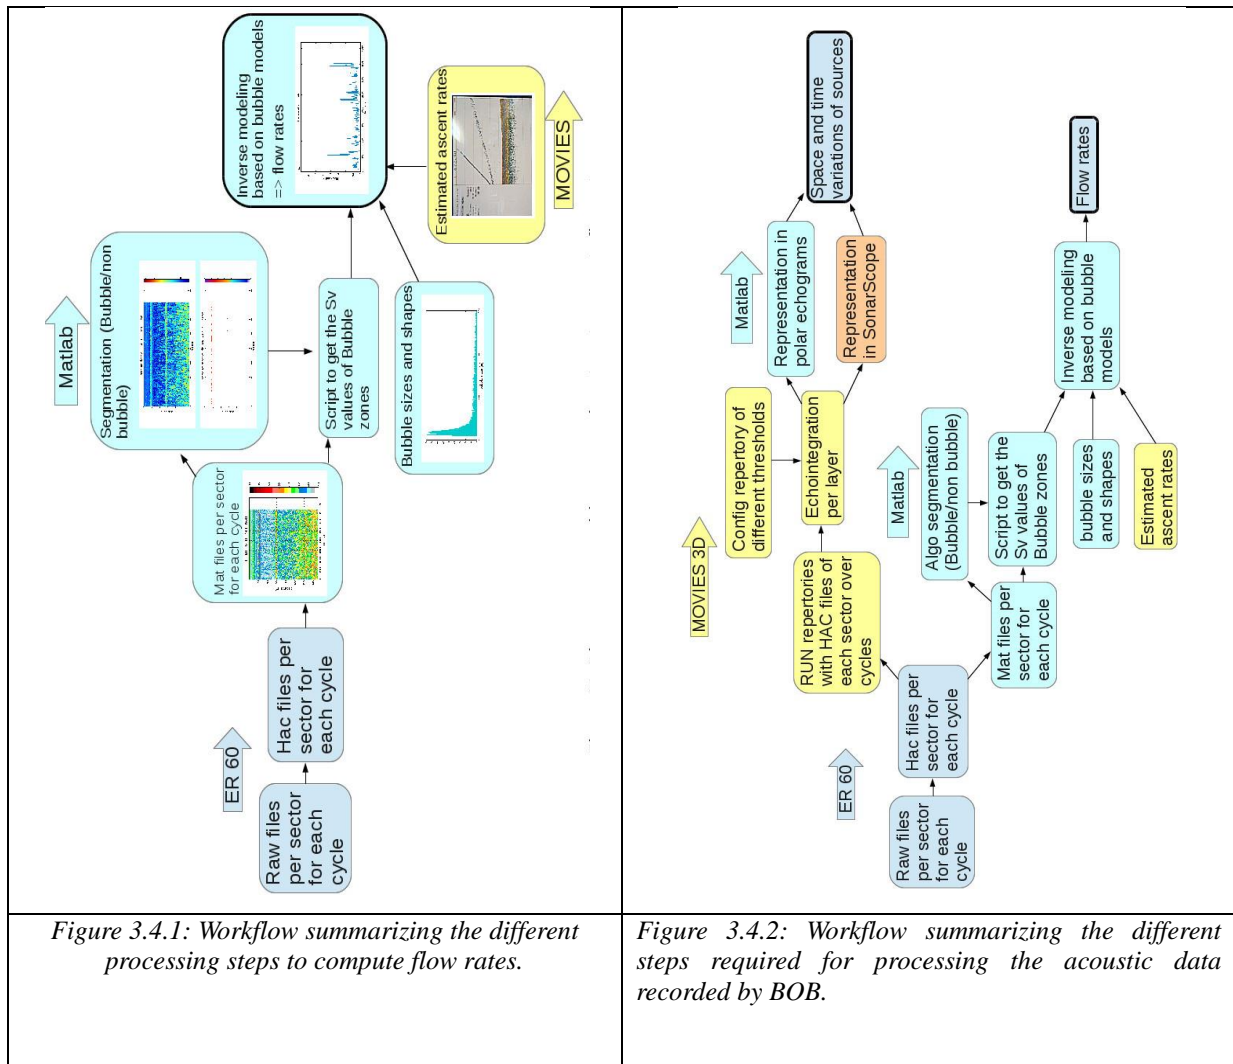 Raw files
per sector
for each
cycle
ER 60
Hac files per
sector for
each cycle
Mat files per sector
for each cycle
Matlab
Segmentation (Bubble/non
bubble)
Script to get the Sv
values of Bubble
zones
Bubble sizes and shapes
Inverse modeling
based on bubble models
=> flow rates
Estimated ascent rates
MOVIES
Figure 3.4.1: Workflow summarizing the different
processing steps to compute flow rates.
Raw files
per sector
for each
cycle
ER 60
Hac files per
sector for
each cycle
MOVIES 3D
RUN repertories
with HAC files of
each sector over
cycles
Config repertory of
different thresholds
Echointegration
per layer
Matlab
Representation in
polar echograms
Representation
in SonarScope
Space and time
variations of sources
Mat files per
sector for
each cycle
Matlab
Algo segmentation
(Bubble/non bubble)
Script to get the
Sv values of
Bubble zones
bubble sizes
and shapes
Estimated
ascent rates
Inverse modeling
based on bubble
models
Flow rates
Figure 3.4.2: Workflow summarizing the different
steps required for processing the acoustic data
recorded by BOB.